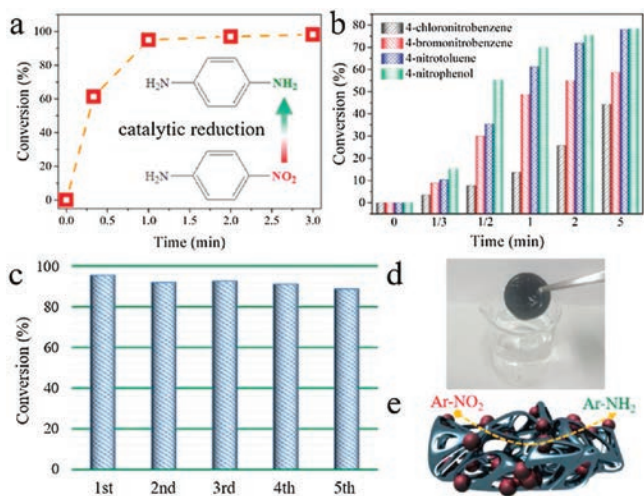 a
Conversion (%)
100
80
60
40
20
0
H₂N
NH₂
catalytic reduction
H₂N
NO₂
0.0 0.5 1.0 1.5 2.0 2.5 3.0
Time (min)
b
Conversion (%)
80
70
60
50
40
30
20
10
0
4-chloronitrobenzene
4-bromonitrobenzene
4-nitrotoluene
4-nitrophenol
0 1/3 1/2 1 2 5
Time (min)
c
Conversion (%)
100
80
60
40
20
0
1st 2nd 3rd 4th 5th
d
e
Ar-NO₂ Ar-NH₂